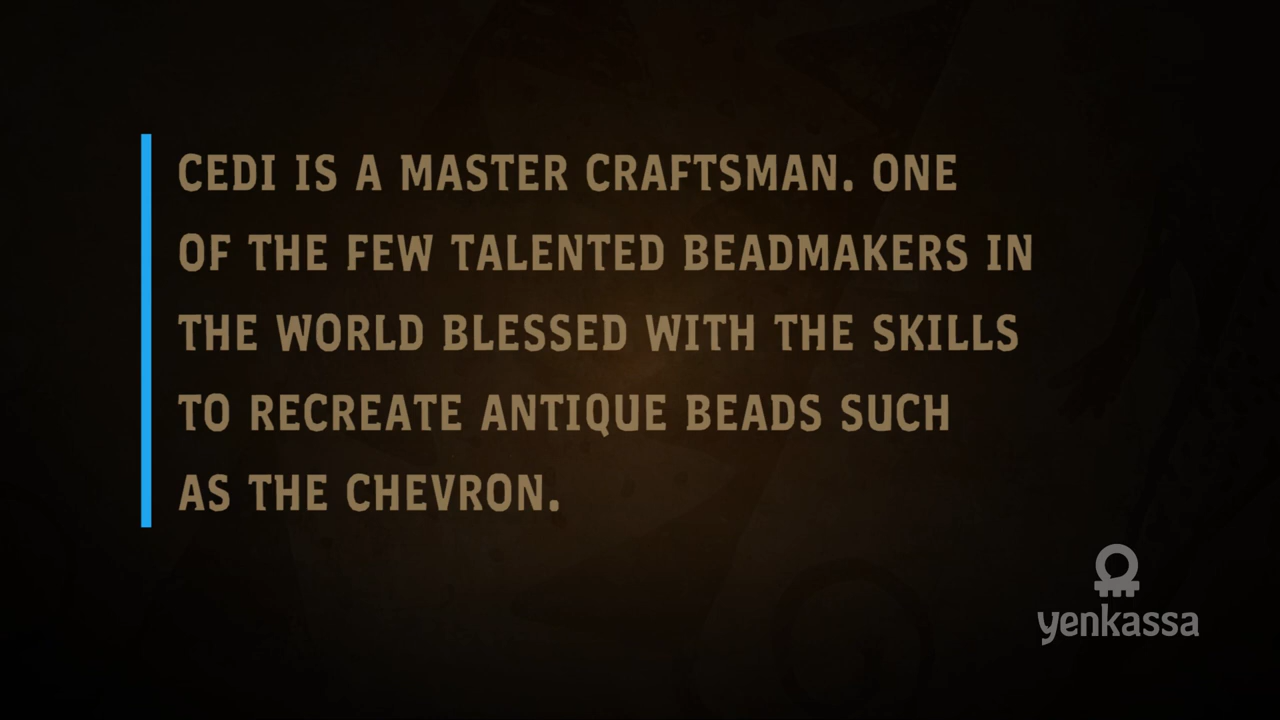 CEDI IS A MASTER CRAFTSMAN. ONE
OF THE FEW TALENTED BEADMAKERS IN
THE WORLD BLESSED WITH THE SKILLS
TO RECREATE ANTIQUE BEADS SUCH
AS THE CHEVRON.
yenkassa